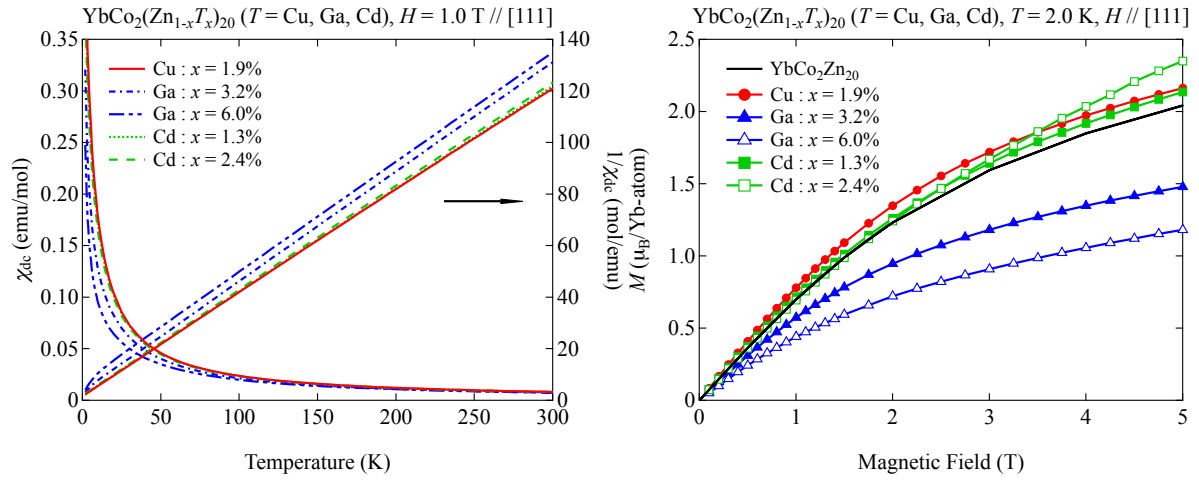 YbCo₂(Zn₁₋ₓTₓ)₂₀ (T = Cu, Ga, Cd), H = 1.0 T // [111]
0.35
0.30
0.25
0.20
0.15
0.10
0.05
0
χdc (emu/mol)
Cu : x = 1.9%
Ga : x = 3.2%
Ga : x = 6.0%
Cd : x = 1.3%
Cd : x = 2.4%
140
120
100
80
60
40
20
0
1/χdc (mol/emu)
0 50 100 150 200 250 300
Temperature (K)
YbCo₂(Zn₁₋ₓTₓ)₂₀ (T = Cu, Ga, Cd), T = 2.0 K, H // [111]
2.5
2.0
1.5
1.0
0.5
0.0
M (μB/Yb-atom)
YbCo₂Zn₂₀
Cu : x = 1.9%
Ga : x = 3.2%
Ga : x = 6.0%
Cd : x = 1.3%
Cd : x = 2.4%
0 1 2 3 4 5
Magnetic Field (T)